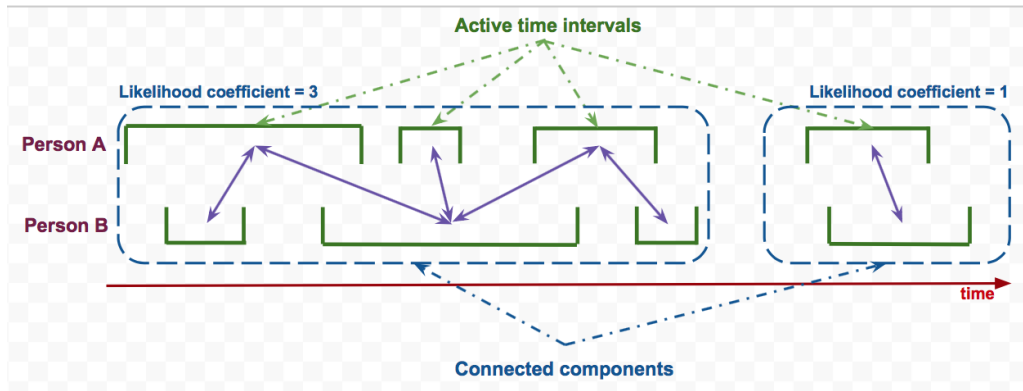 Active time intervals
Likelihood coefficient = 3
Likelihood coefficient = 1
Person A
Person B
time
Connected components